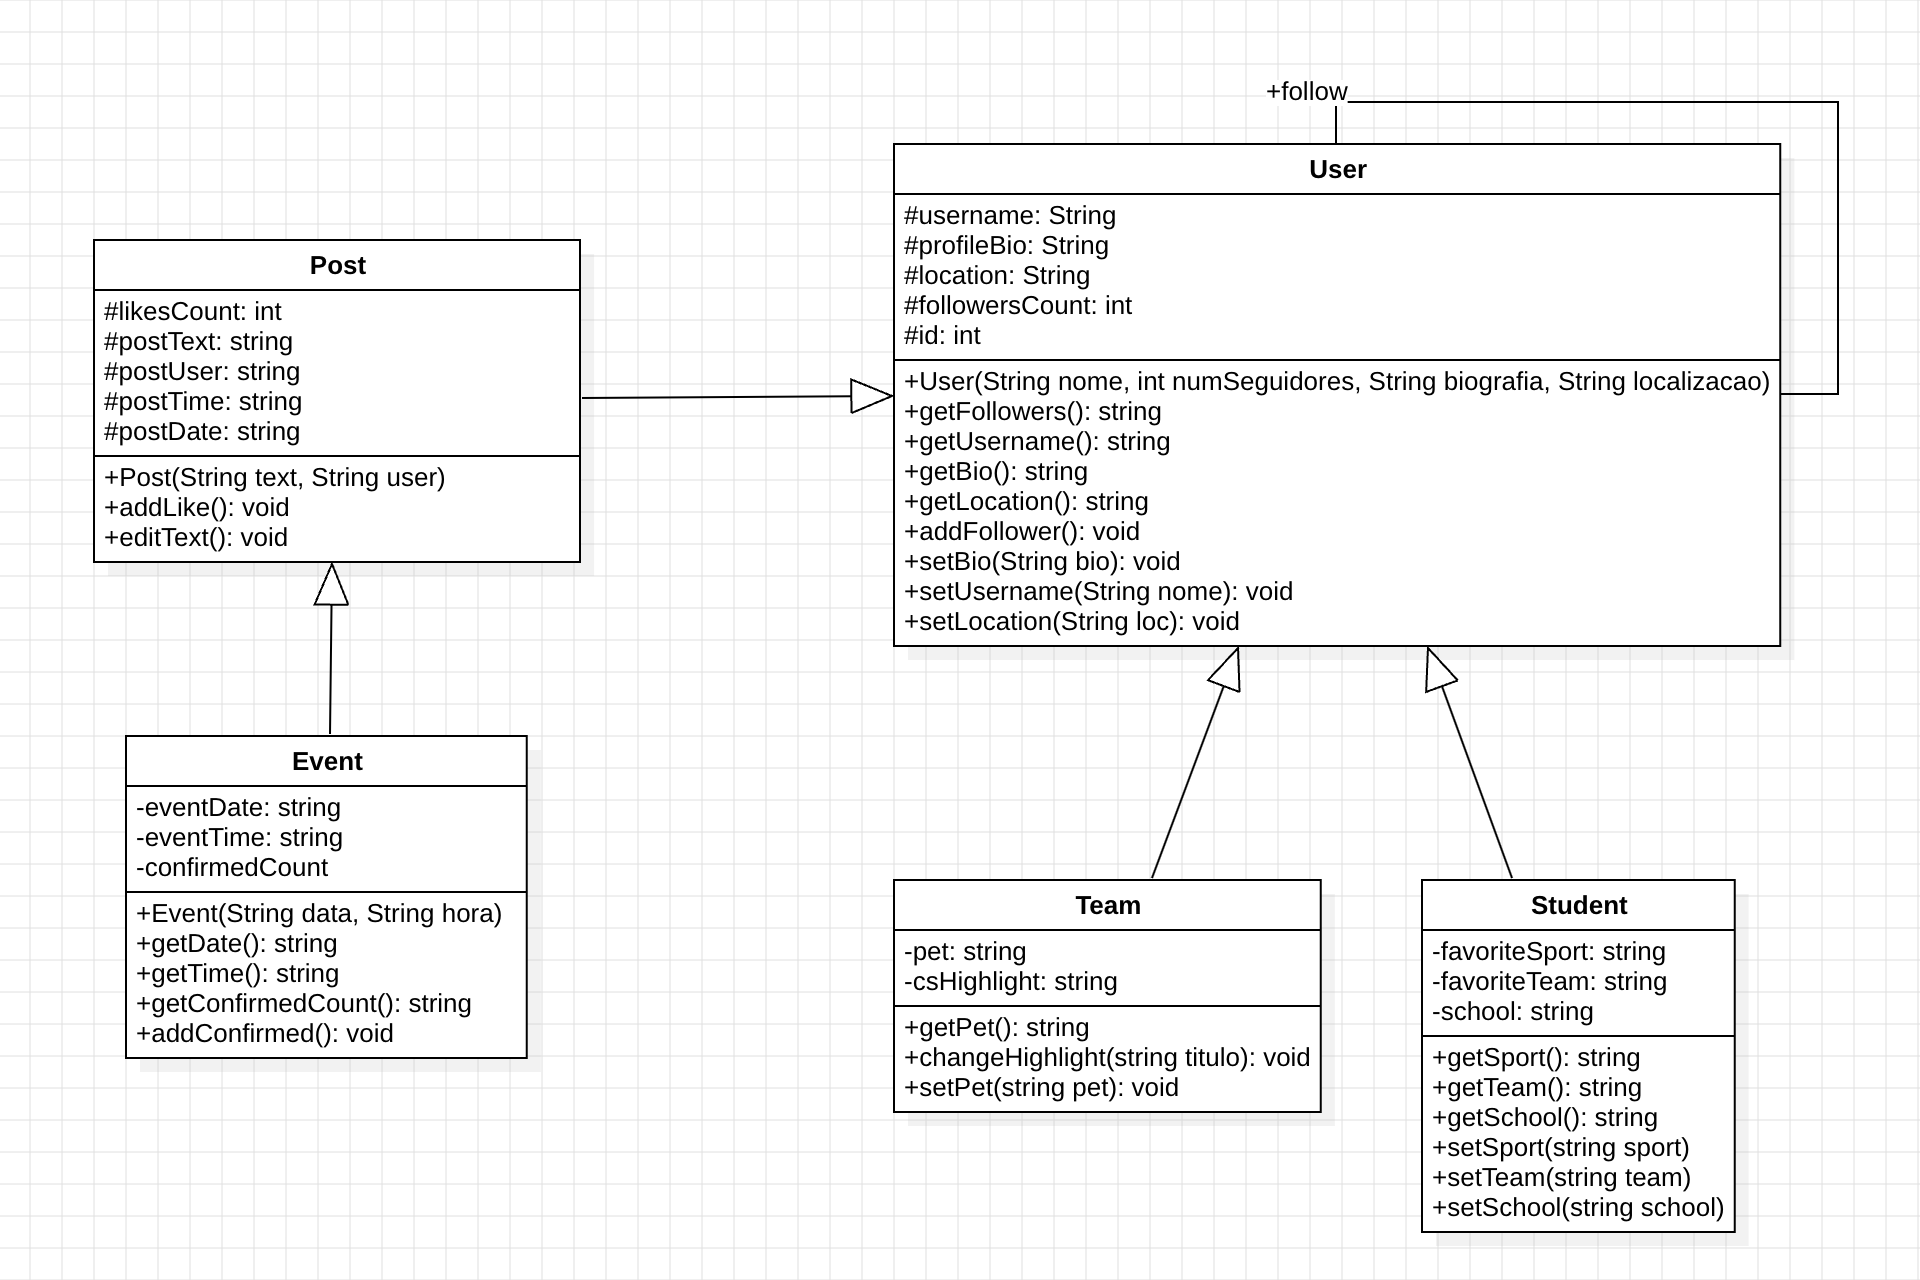 +follow
User
#username: String
#profileBio: String
#location: String
#followersCount: int
#id: int
+User(String nome, int numSeguidores, String biografia, String localizacao)
+getFollowers(): string
+getUsername(): string
+getBio(): string
+getLocation(): string
+addFollower(): void
+setBio(String bio): void
+setUsername(String nome): void
+setLocation(String loc): void
Post
#likesCount: int
#postText: string
#postUser: string
#postTime: string
#postDate: string
+Post(String text, String user)
+addLike(): void
+editText(): void
Event
-eventDate: string
-eventTime: string
-confirmedCount
+Event(String data, String hora)
+getDate(): string
+getTime(): string
+getConfirmedCount(): string
+addConfirmed(): void
Team
-pet: string
-csHighlight: string
+getPet(): string
+changeHighlight(string titulo): void
+setPet(string pet): void
Student
-favoriteSport: string
-favoriteTeam: string
-school: string
+getSport(): string
+getTeam(): string
+getSchool(): string
+setSport(string sport)
+setTeam(string team)
+setSchool(string school)